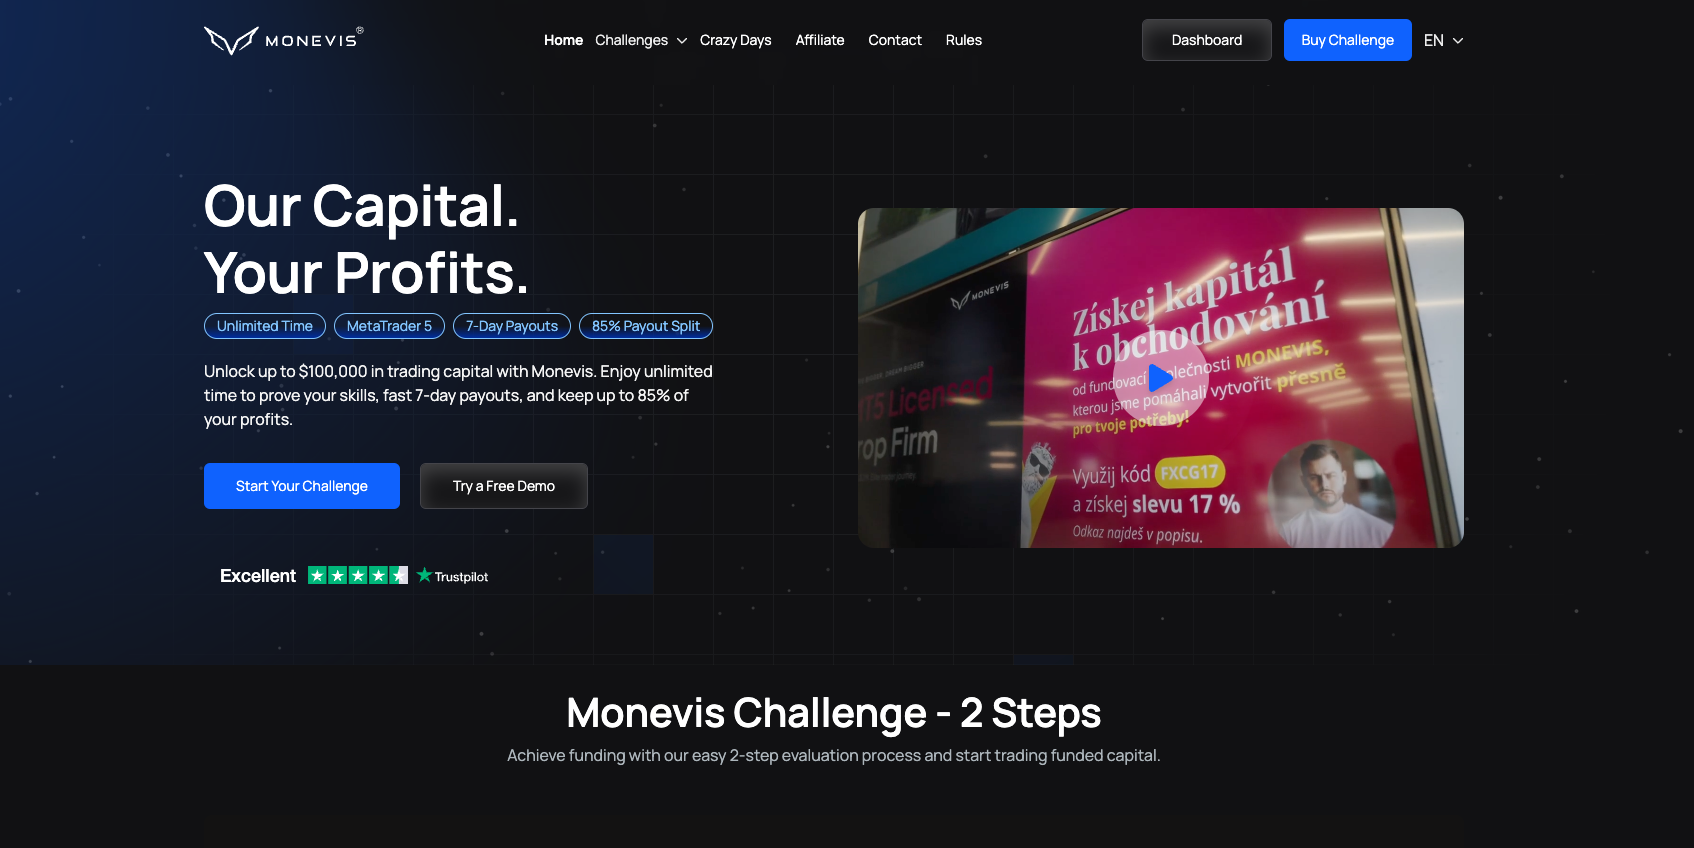 MONEVIS®
Home
Challenges
Crazy Days
Affiliate
Contact
Rules
Dashboard
Buy Challenge
EN
Our Capital.
Your Profits.
Unlimited Time
MetaTrader 5
7-Day Payouts
85% Payout Split
Unlock up to $100,000 in trading capital with Monevis. Enjoy unlimited
time to prove your skills, fast 7-day payouts, and keep up to 85% of
your profits.
Start Your Challenge
Try a Free Demo
Excellent
Trustpilot
MONEVIS
MT5 Licensed
rop Firm
Získej kapitál
k obchodování
od fundovací společnosti MONEVIS,
kterou jsme pomáhali vytvořit přesně
pro tvoje potřeby!
Využij kód FXCG17
a získej slevu 17 %
Odkaz najdeš v popisu.
Monevis Challenge - 2 Steps
Achieve funding with our easy 2-step evaluation process and start trading funded capital.